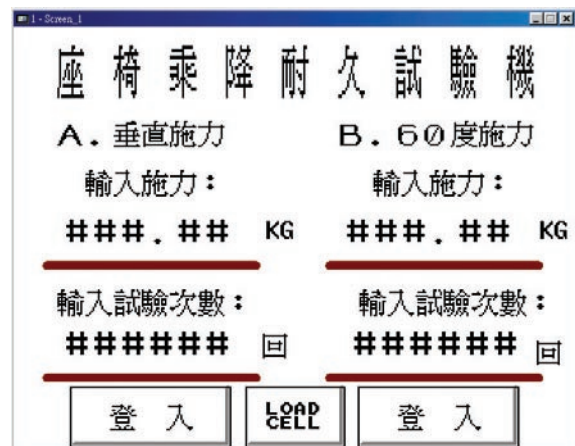 1 - Screen_1
座椅乘降耐久試驗機
A.垂直施力 B.60度施力
輸入施力: 輸入施力:
###.## KG ###.## KG
輸入試驗次數: 輸入試驗次數:
###### 回 ###### 回
登入 LOAD CELL 登入